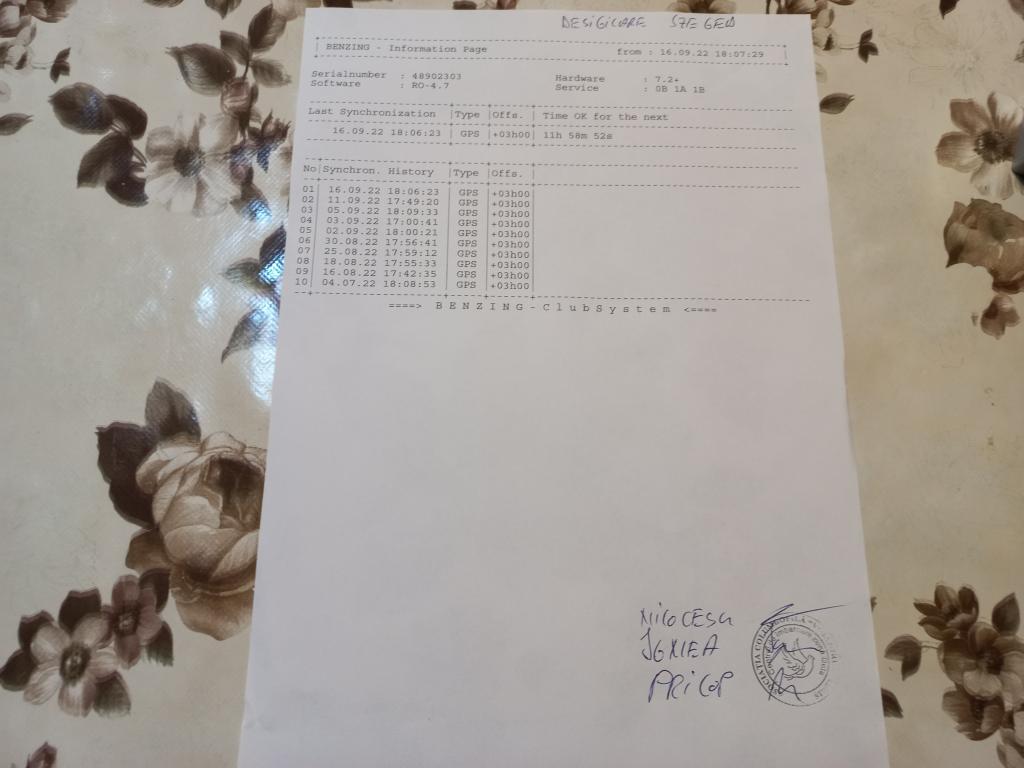 DESIGILARE SZEGED
BENZING - Information Page from : 16.09.22 18:07:29
Serialnumber : 48902303 Hardware : 7.2+
Software : RO-4.7 Service : 0B 1A 1B
Last Synchronization |Type |Offs. | Time OK for the next
16.09.22 18:06:23 | GPS |+03h00| 11h 58m 52s
No|Synchron. History |Type |Offs. |
01| 16.09.22 18:06:23 | GPS |+03h00|
02| 11.09.22 17:49:20 | GPS |+03h00|
03| 05.09.22 18:09:33 | GPS |+03h00|
04| 03.09.22 17:00:41 | GPS |+03h00|
05| 02.09.22 18:00:21 | GPS |+03h00|
06| 30.08.22 17:56:41 | GPS |+03h00|
07| 25.08.22 17:59:12 | GPS |+03h00|
08| 18.08.22 17:55:33 | GPS |+03h00|
09| 16.08.22 17:42:35 | GPS |+03h00|
10| 04.07.22 18:08:53 | GPS |+03h00|
====> B E N Z I N G - C l u b S y s t e m <====
PRICOP